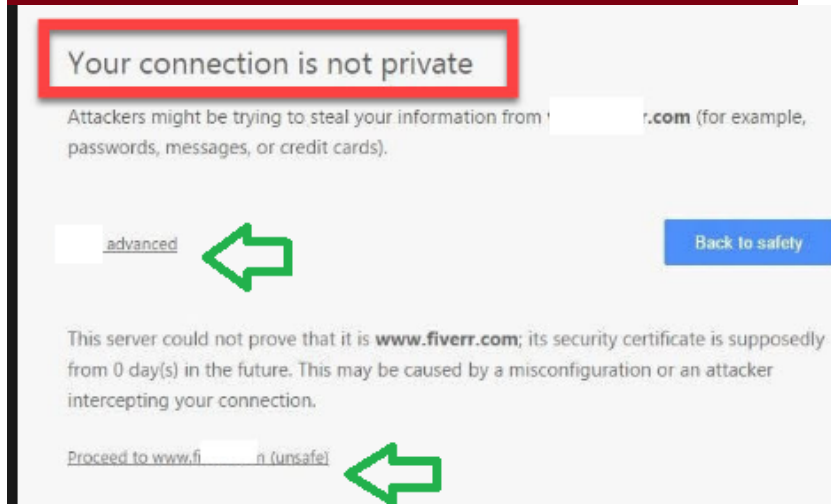 Your connection is not private
Attackers might be trying to steal your information from r.com (for example,
passwords, messages, or credit cards).
advanced
Back to safety
This server could not prove that it is www.fiverr.com; its security certificate is supposedly
from 0 day(s) in the future. This may be caused by a misconfiguration or an attacker
intercepting your connection.
Proceed to www.fi n (unsafe)